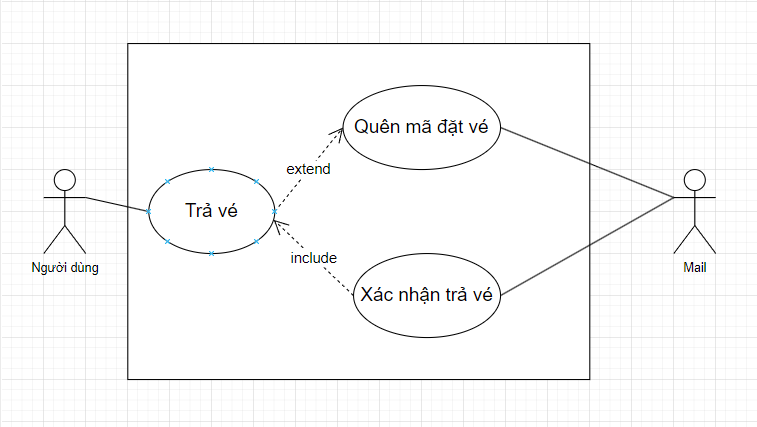 Quên mã đặt vé
extend
Trả vé
Người dùng
Mail
include
Xác nhận trả vé